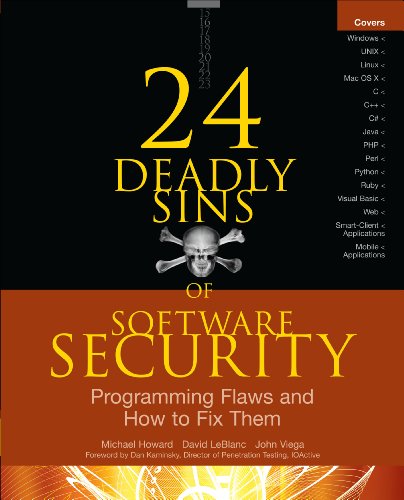 15
16
17
18
19
20
21
22
23
24
DEADLY
SINS
OF
SOFTWARE
SECURITY
Programming Flaws and
How to Fix Them
Michael Howard David LeBlanc John Viega
Foreword by Dan Kaminsky, Director of Penetration Testing, IOActive
Covers
Windows <
UNIX <
Linux <
Mac OS X <
C <
C++ <
C# <
Java <
PHP <
Perl <
Python <
Ruby <
Visual Basic <
Web <
Smart-Client <
Applications
Mobile <
Applications